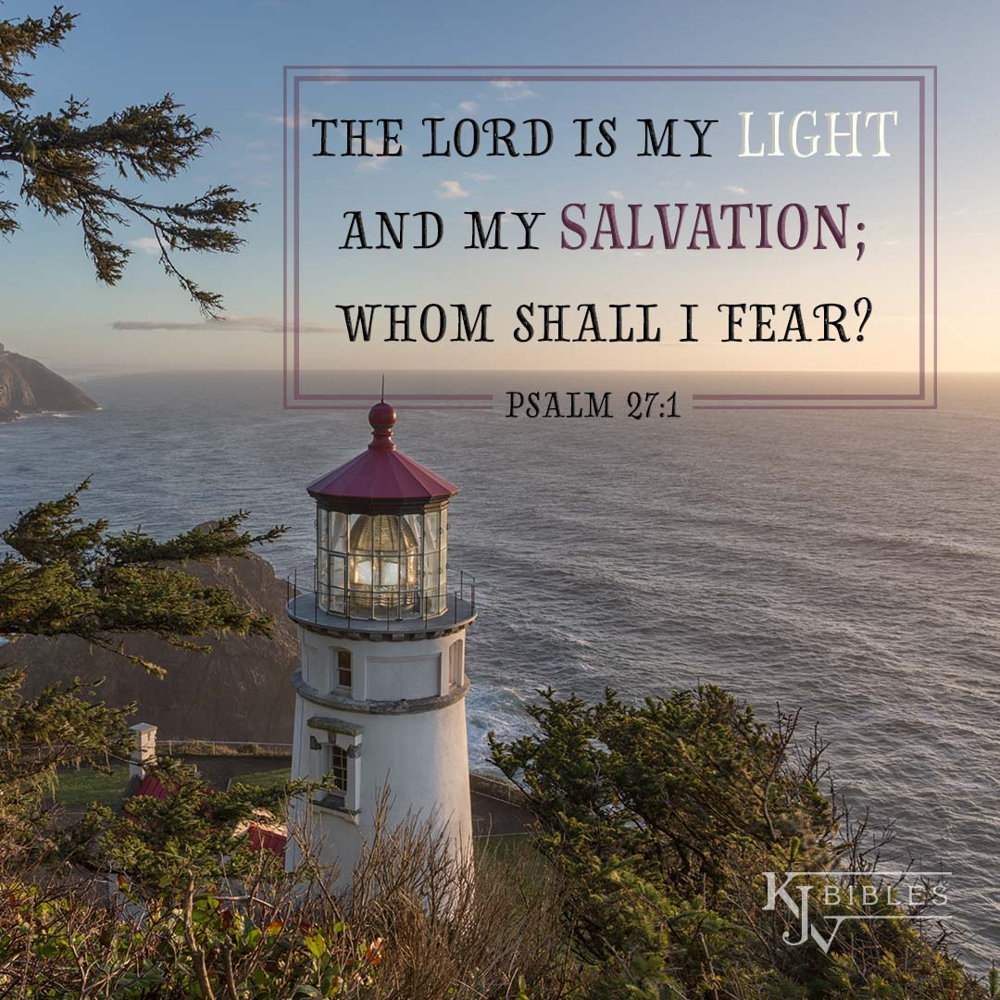 THE LORD IS MY LIGHT
AND MY SALVATION;
WHOM SHALL I FEAR?
PSALM 27:1
KJV BIBLES